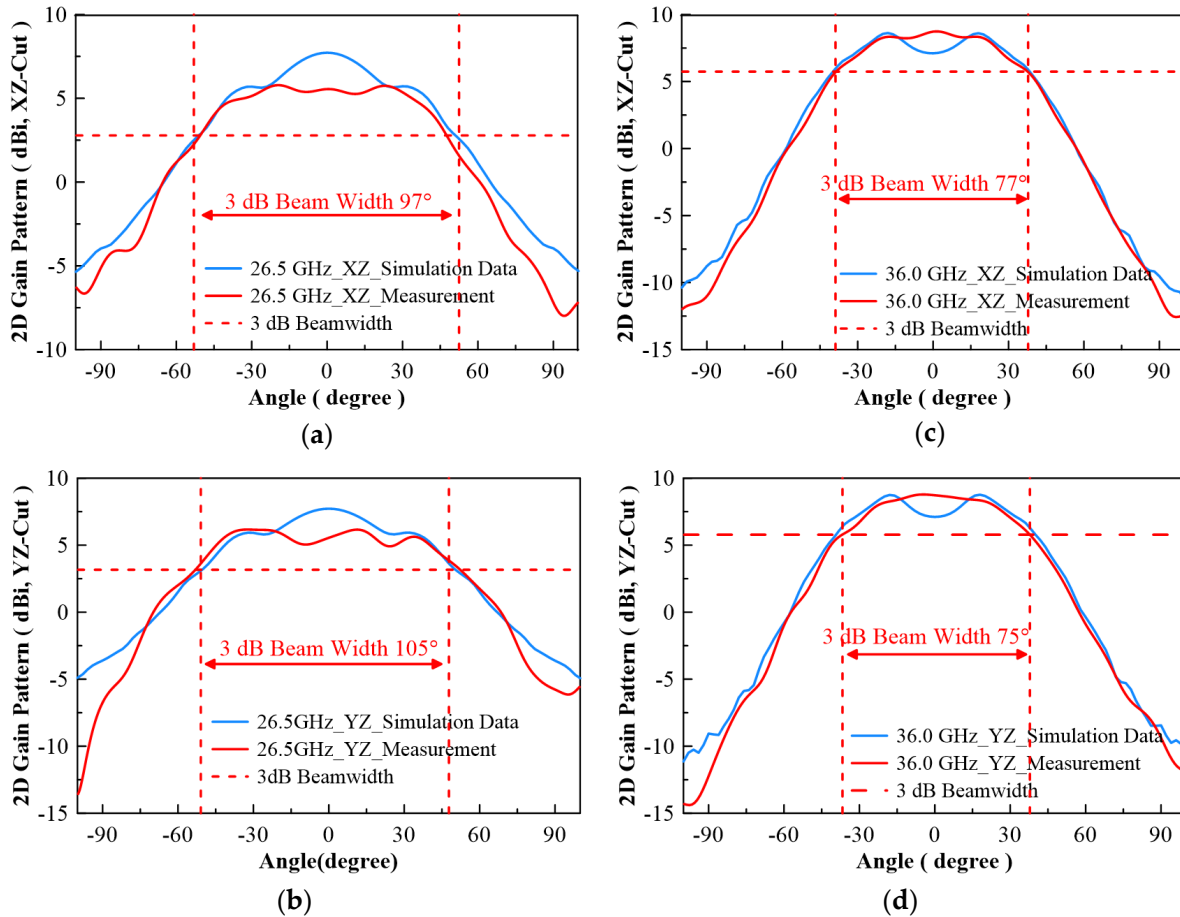 10
5
0
-5
-10
2D Gain Pattern ( dBi, XZ-Cut )
3 dB Beam Width 97°
26.5 GHz_XZ_Simulation Data
26.5 GHz_XZ_Measurement
3 dB Beamwidth
-90 -60 -30 0 30 60 90
Angle ( degree )
(a)
10
5
0
-5
-10
-15
2D Gain Pattern ( dBi, XZ-Cut )
3 dB Beam Width 77°
36.0 GHz_XZ_Simulation Data
36.0 GHz_XZ_Measurement
3 dB Beamwidth
-90 -60 -30 0 30 60 90
Angle ( degree )
(c)
10
5
0
-5
-10
-15
2D Gain Pattern ( dBi, YZ-Cut )
3 dB Beam Width 105°
26.5GHz_YZ_Simulation Data
26.5GHz_YZ_Measurement
3dB Beamwidth
-90 -60 -30 0 30 60 90
Angle(degree)
(b)
10
5
0
-5
-10
-15
2D Gain Pattern ( dBi, YZ-Cut )
3 dB Beam Width 75°
36.0 GHz_YZ_Simulation Data
36.0 GHz_YZ_Measurement
3 dB Beamwidth
-90 -60 -30 0 30 60 90
Angle ( degree )
(d)